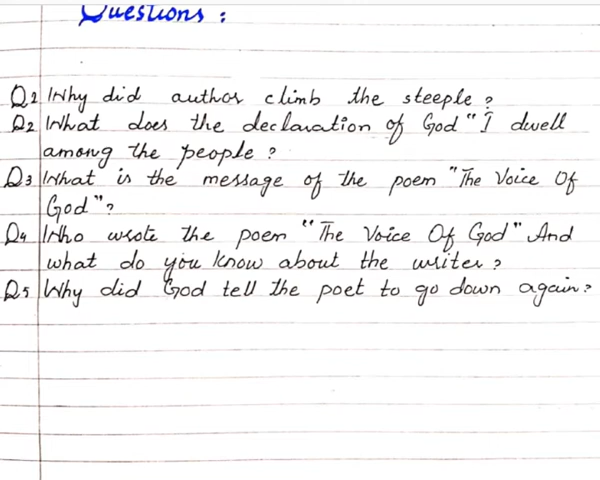 Questions :
Q1 Why did author climb the steeple ?
Q2 What does the declaration of God "I dwell
among the people ?
Q3 What is the message of the poem "The Voice Of
God"?
Q4 Who wrote the poem "The Voice Of God" And
what do you know about the writer ?
Q5 Why did God tell the poet to go down again ?